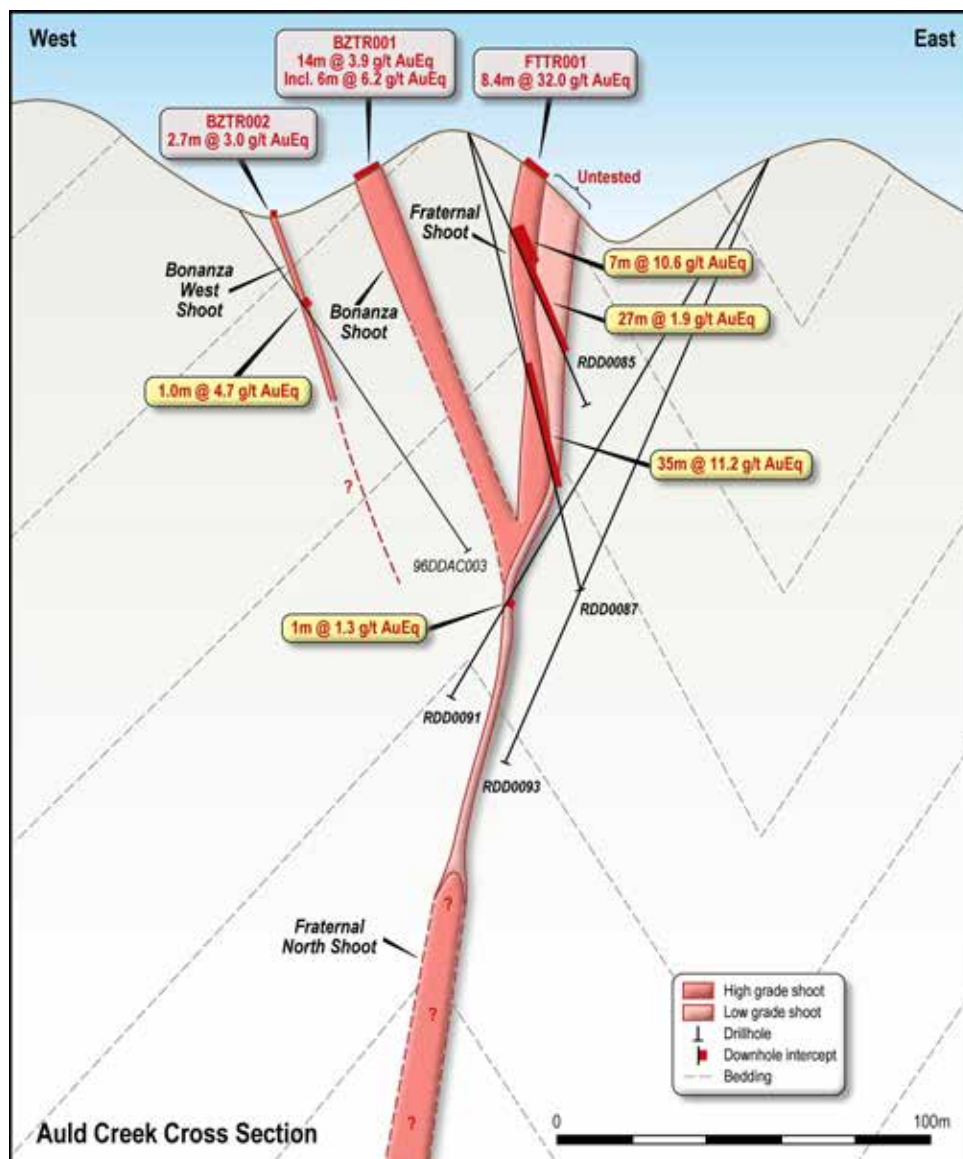 West
East
BZTR001
14m @ 3.9 g/t AuEq
Incl. 6m @ 6.2 g/t AuEq
FTTR001
8.4m @ 32.0 g/t AuEq
BZTR002
2.7m @ 3.0 g/t AuEq
Untested
Fraternal
Shoot
Bonanza
West
Shoot
Bonanza
Shoot
7m @ 10.6 g/t AuEq
27m @ 1.9 g/t AuEq
RDD0085
1.0m @ 4.7 g/t AuEq
35m @ 11.2 g/t AuEq
?
96DDAC003
RDD0087
1m @ 1.3 g/t AuEq
RDD0091
RDD0093
?
Fraternal
North Shoot
?
?
High grade shoot
Low grade shoot
Drillhole
Downhole intercept
Bedding
Auld Creek Cross Section
0
100m